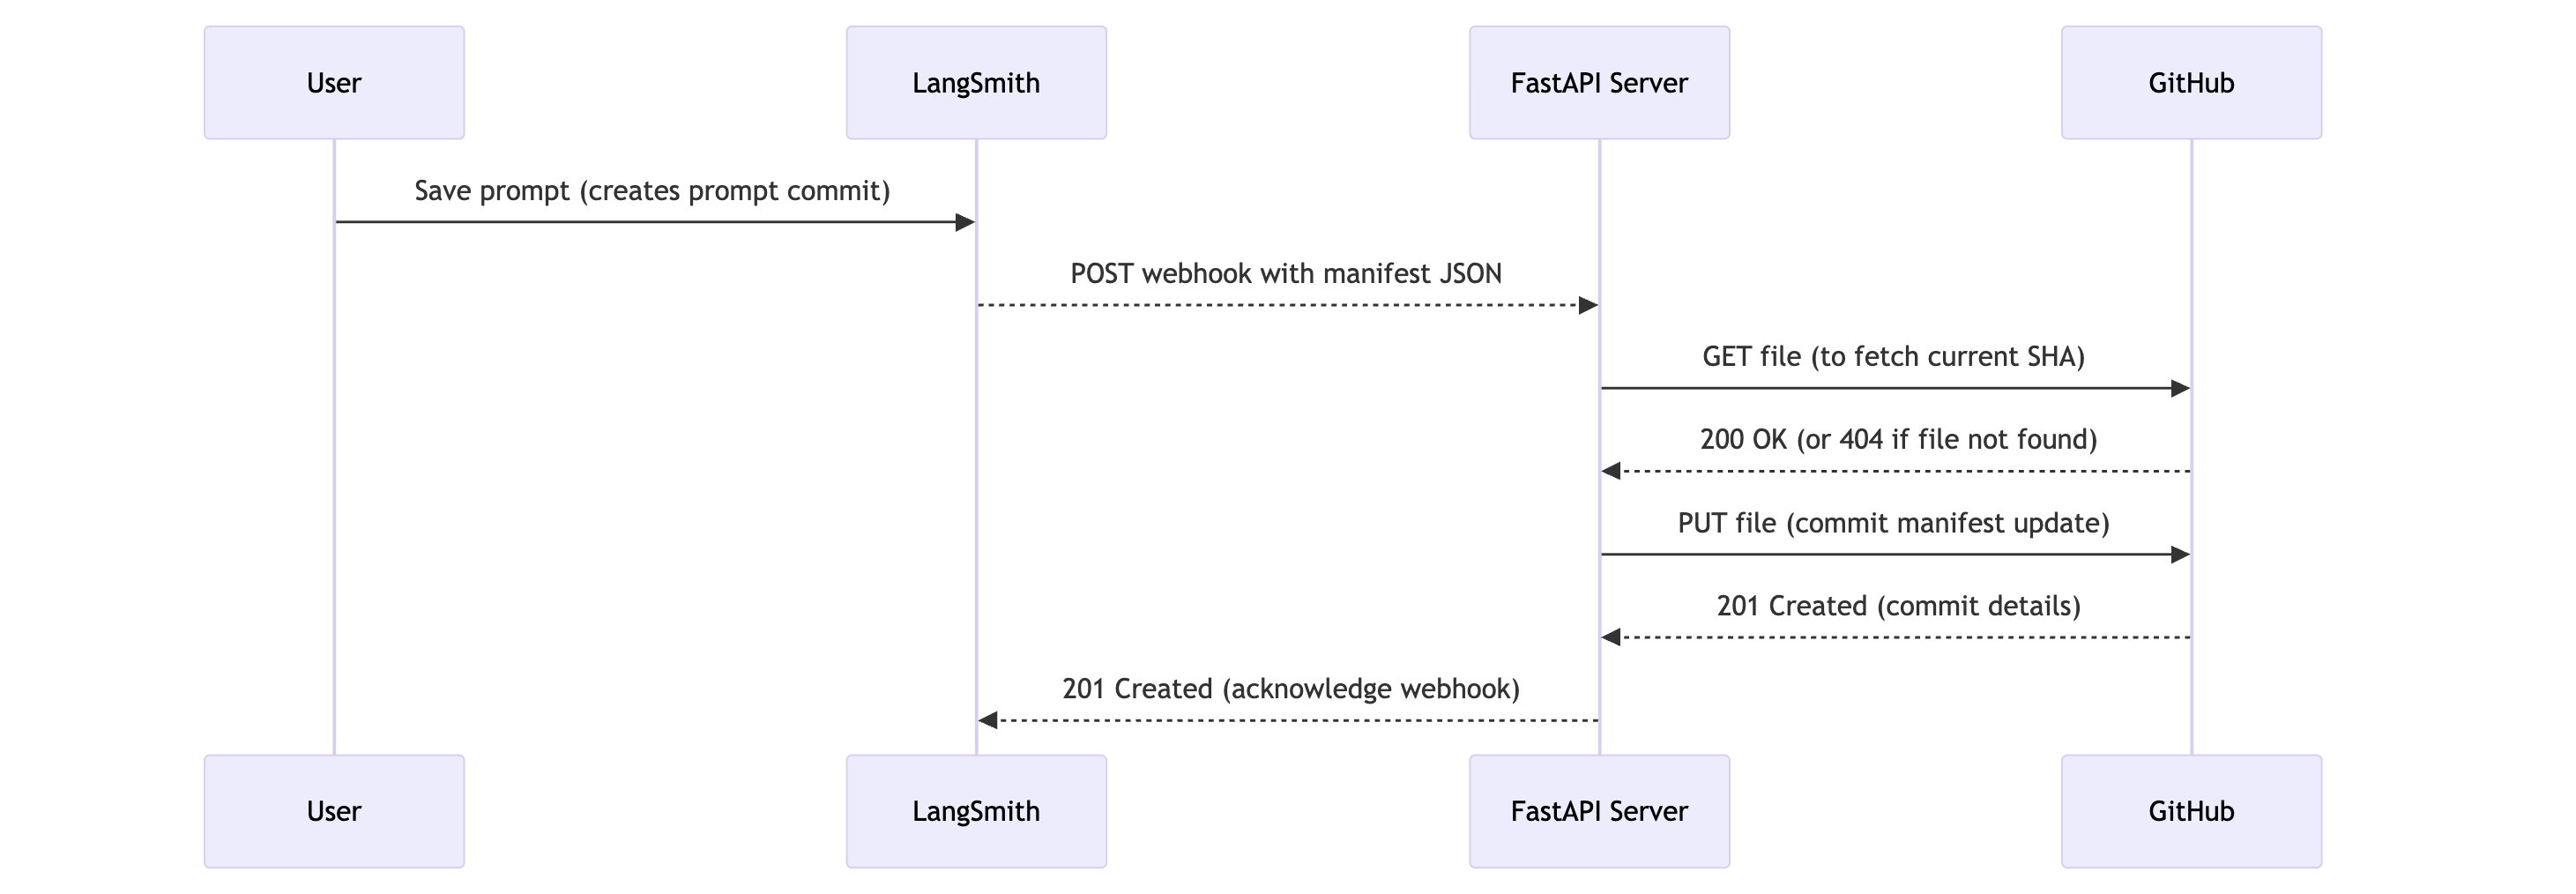 User
LangSmith
FastAPI Server
GitHub
Save prompt (creates prompt commit)
POST webhook with manifest JSON
GET file (to fetch current SHA)
200 OK (or 404 if file not found)
PUT file (commit manifest update)
201 Created (commit details)
201 Created (acknowledge webhook)
User
LangSmith
FastAPI Server
GitHub